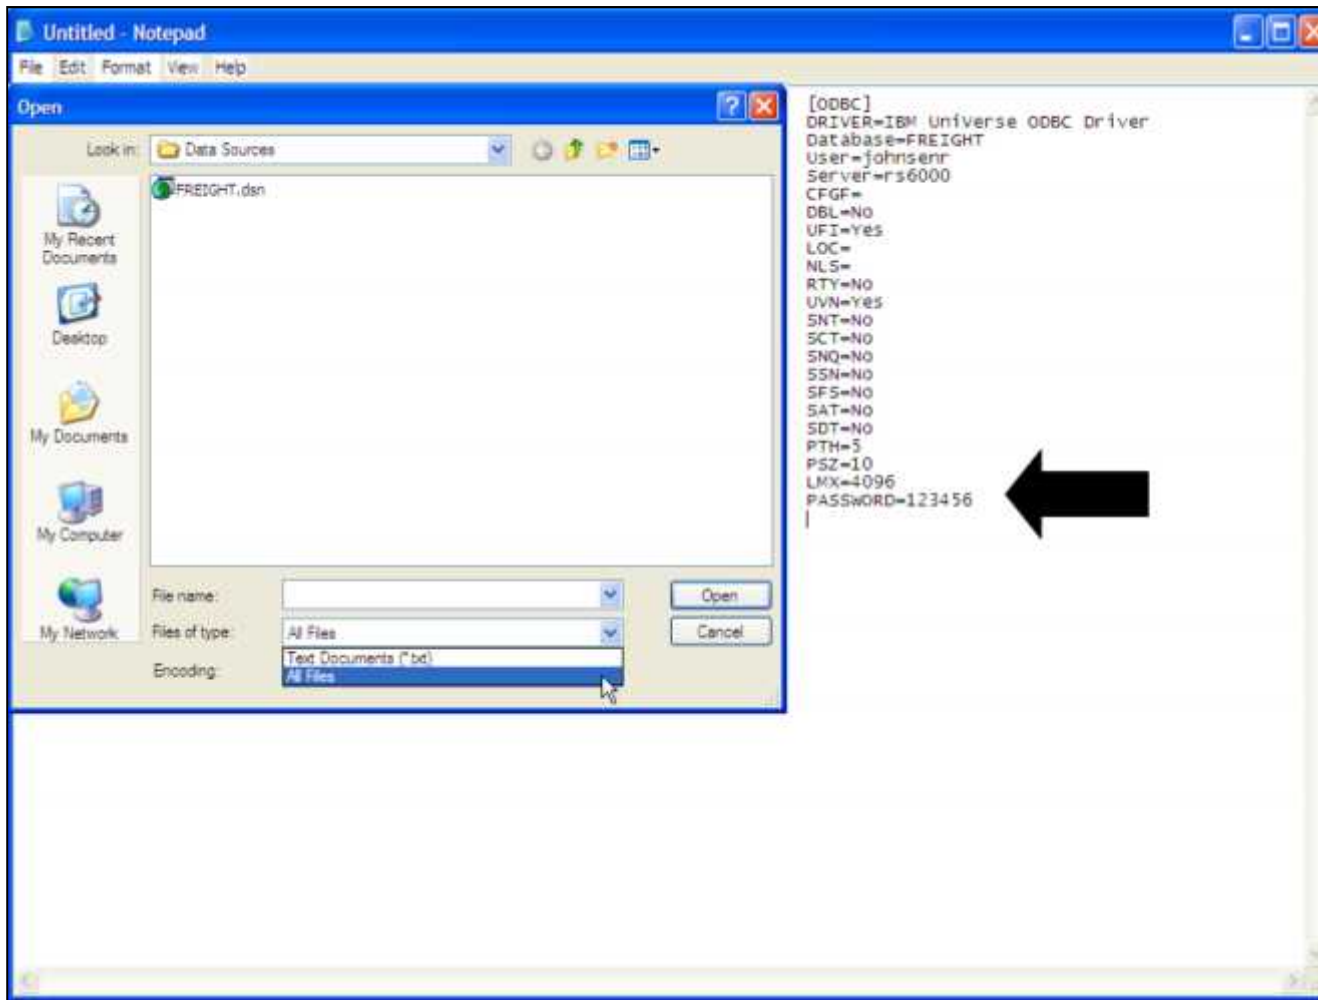 Untitled - Notepad
File Edit Format View Help
Open
Look in: Data Sources
FREIGHT.dsn
My Recent
Documents
Desktop
My Documents
My Computer
My Network
File name:
Open
Files of type: All Files
Cancel
Text Documents (*.txt)
Encoding: All Files
[ODBC]
DRIVER=IBM UniVerse ODBC Driver
Database=FREIGHT
User=johnsenr
Server=rs6000
CFGF=
DBL=No
UFI=Yes
LOC=
NLS=
RTY=No
UVN=Yes
SNT=No
SCT=No
SNQ=No
SSN=No
SFS=No
SAT=No
SDT=No
PTH=5
PSZ=10
LMX=4096
PASSWORD=123456